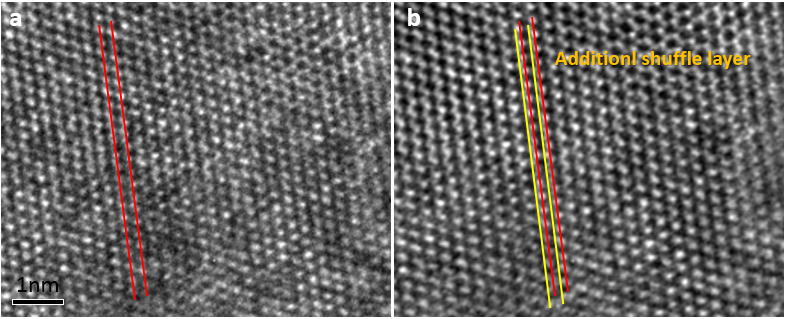 a
b
Additionl shuffle layer
1nm